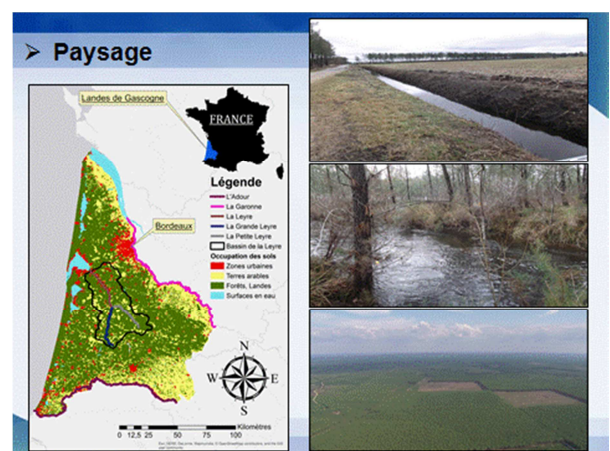 ➢ Paysage
Landes de Gascogne
FRANCE
Légende
L'Adour
La Garonne
La Leyre
La Grande Leyre
La Petite Leyre
Bassin de la Leyre
Occupation des sols
Zones urbaines
Terres arables
Forêts, Landes
Surfaces en eau
Bordeaux
N
W E
S
Kilomètres
0 12,5 25 50 75 100